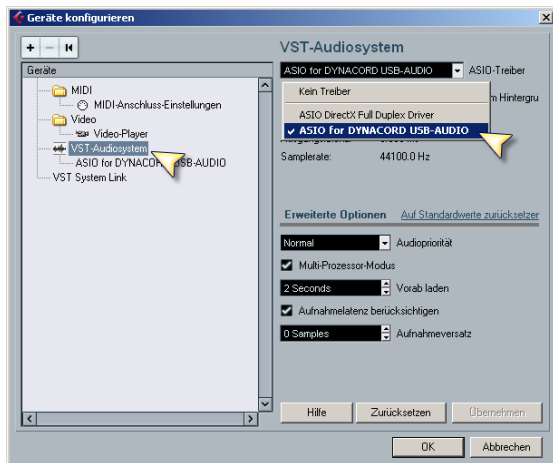 Geräte konfigurieren
Geräte
MIDI
MIDI-Anschluss-Einstellungen
Video
Video-Player
VST-Audiosystem
ASIO for DYNACORD USB-AUDIO
VST System Link
VST-Audiosystem
ASIO for DYNACORD USB-AUDIO ASIO-Treiber
Kein Treiber
m Hintergru
ASIO DirectX Full Duplex Driver
ASIO for DYNACORD USB-AUDIO
Samplerate: 44100.0 Hz
Erweiterte Optionen Auf Standardwerte zurücksetzer
Normal Audiopriorität
Multi-Prozessor-Modus
2 Seconds Vorab laden
Aufnahmelatenz berücksichtigen
0 Samples Aufnahmeversatz
Hilfe Zurücksetzen Übernehmen
OK Abbrechen